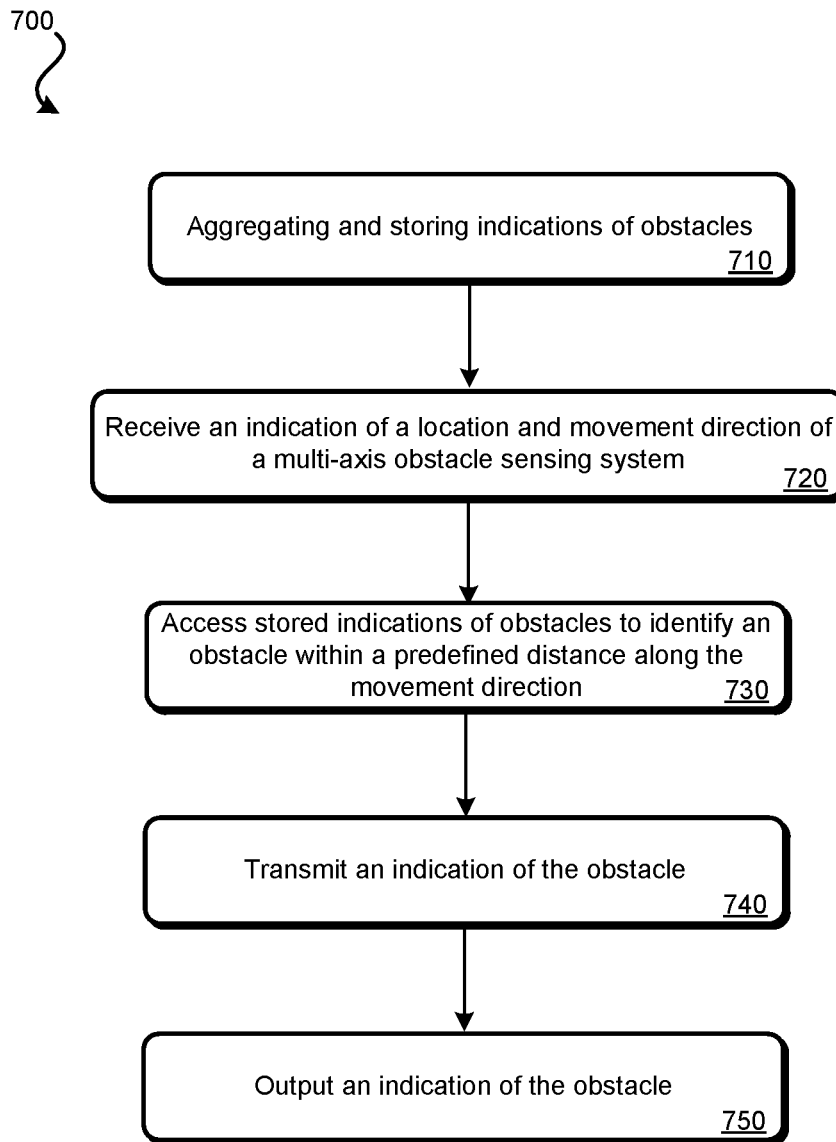 700
Aggregating and storing indications of obstacles
710
Receive an indication of a location and movement direction of
a multi-axis obstacle sensing system
720
Access stored indications of obstacles to identify an
obstacle within a predefined distance along the
movement direction
730
Transmit an indication of the obstacle
740
Output an indication of the obstacle
750